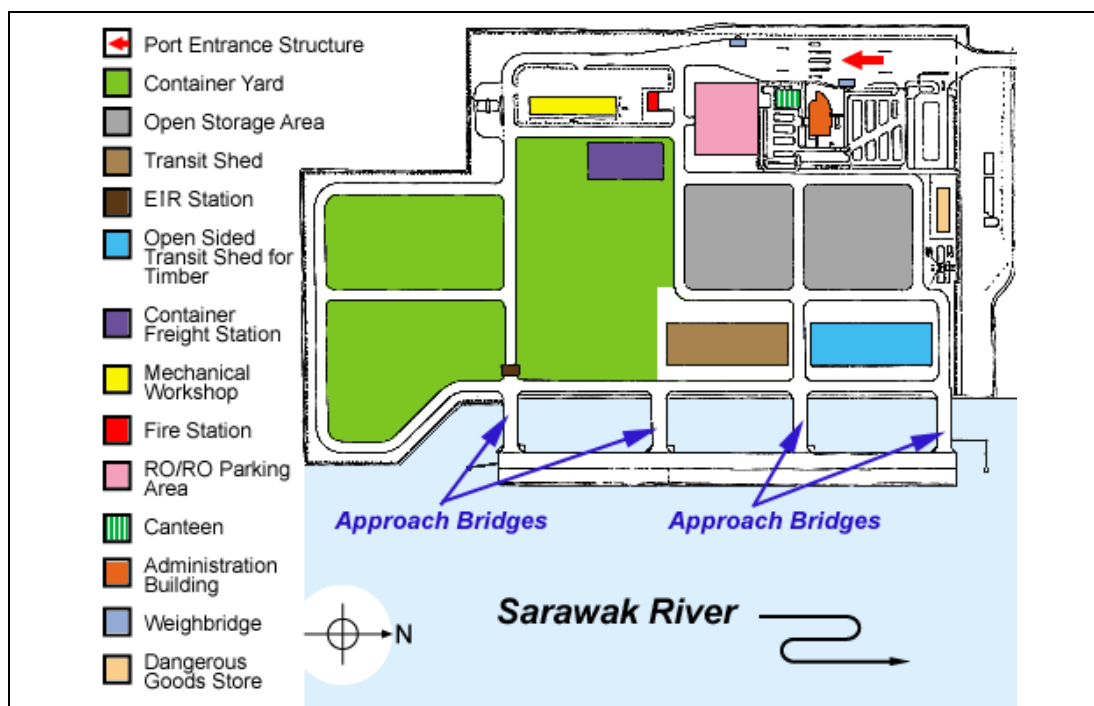 Port Entrance Structure
Container Yard
Open Storage Area
Transit Shed
EIR Station
Open Sided
Transit Shed for
Timber
Container
Freight Station
Mechanical
Workshop
Fire Station
RO/RO Parking
Area
Canteen
Administration
Building
Weighbridge
Dangerous
Goods Store
Approach Bridges
Approach Bridges
Sarawak River
N